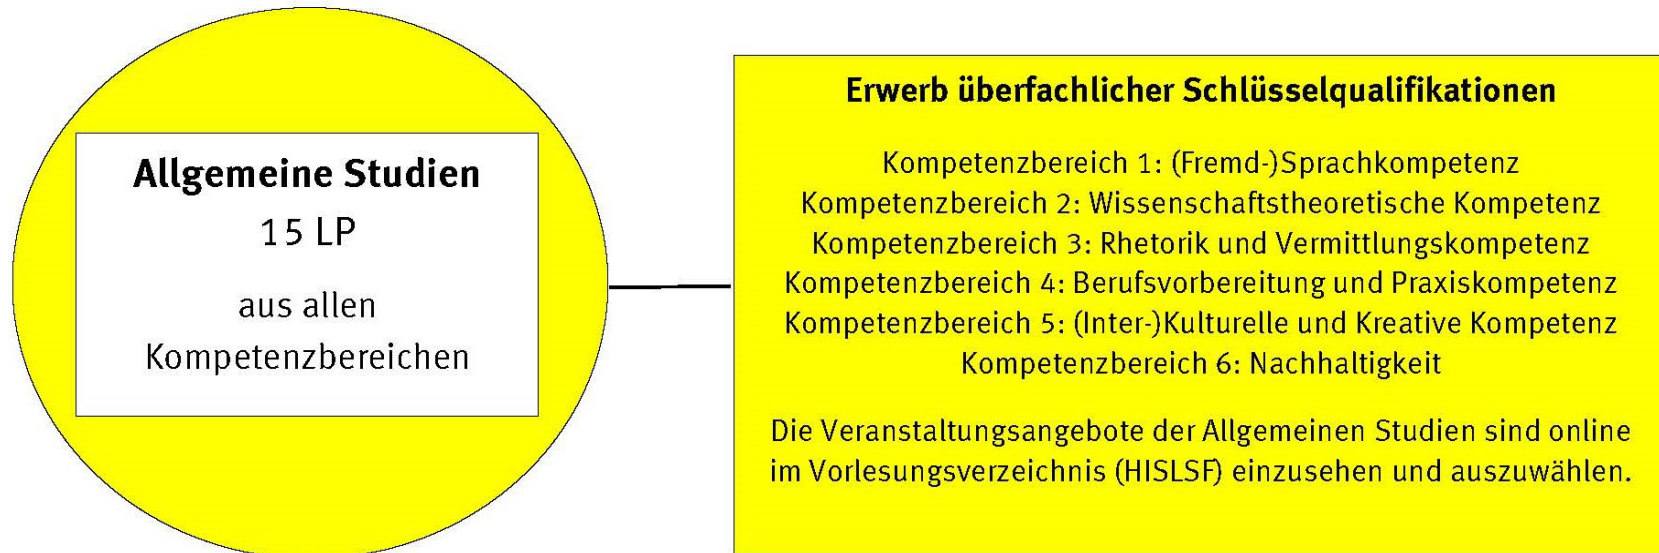 Allgemeine Studien
15 LP
aus allen
Kompetenzbereichen
Erwerb überfachlicher Schlüsselqualifikationen
Kompetenzbereich 1: (Fremd-)Sprachkompetenz
Kompetenzbereich 2: Wissenschaftstheoretische Kompetenz
Kompetenzbereich 3: Rhetorik und Vermittlungskompetenz
Kompetenzbereich 4: Berufsvorbereitung und Praxiskompetenz
Kompetenzbereich 5: (Inter-)Kulturelle und Kreative Kompetenz
Kompetenzbereich 6: Nachhaltigkeit
Die Veranstaltungsangebote der Allgemeinen Studien sind online
im Vorlesungsverzeichnis (HISLSF) einzusehen und auszuwählen.